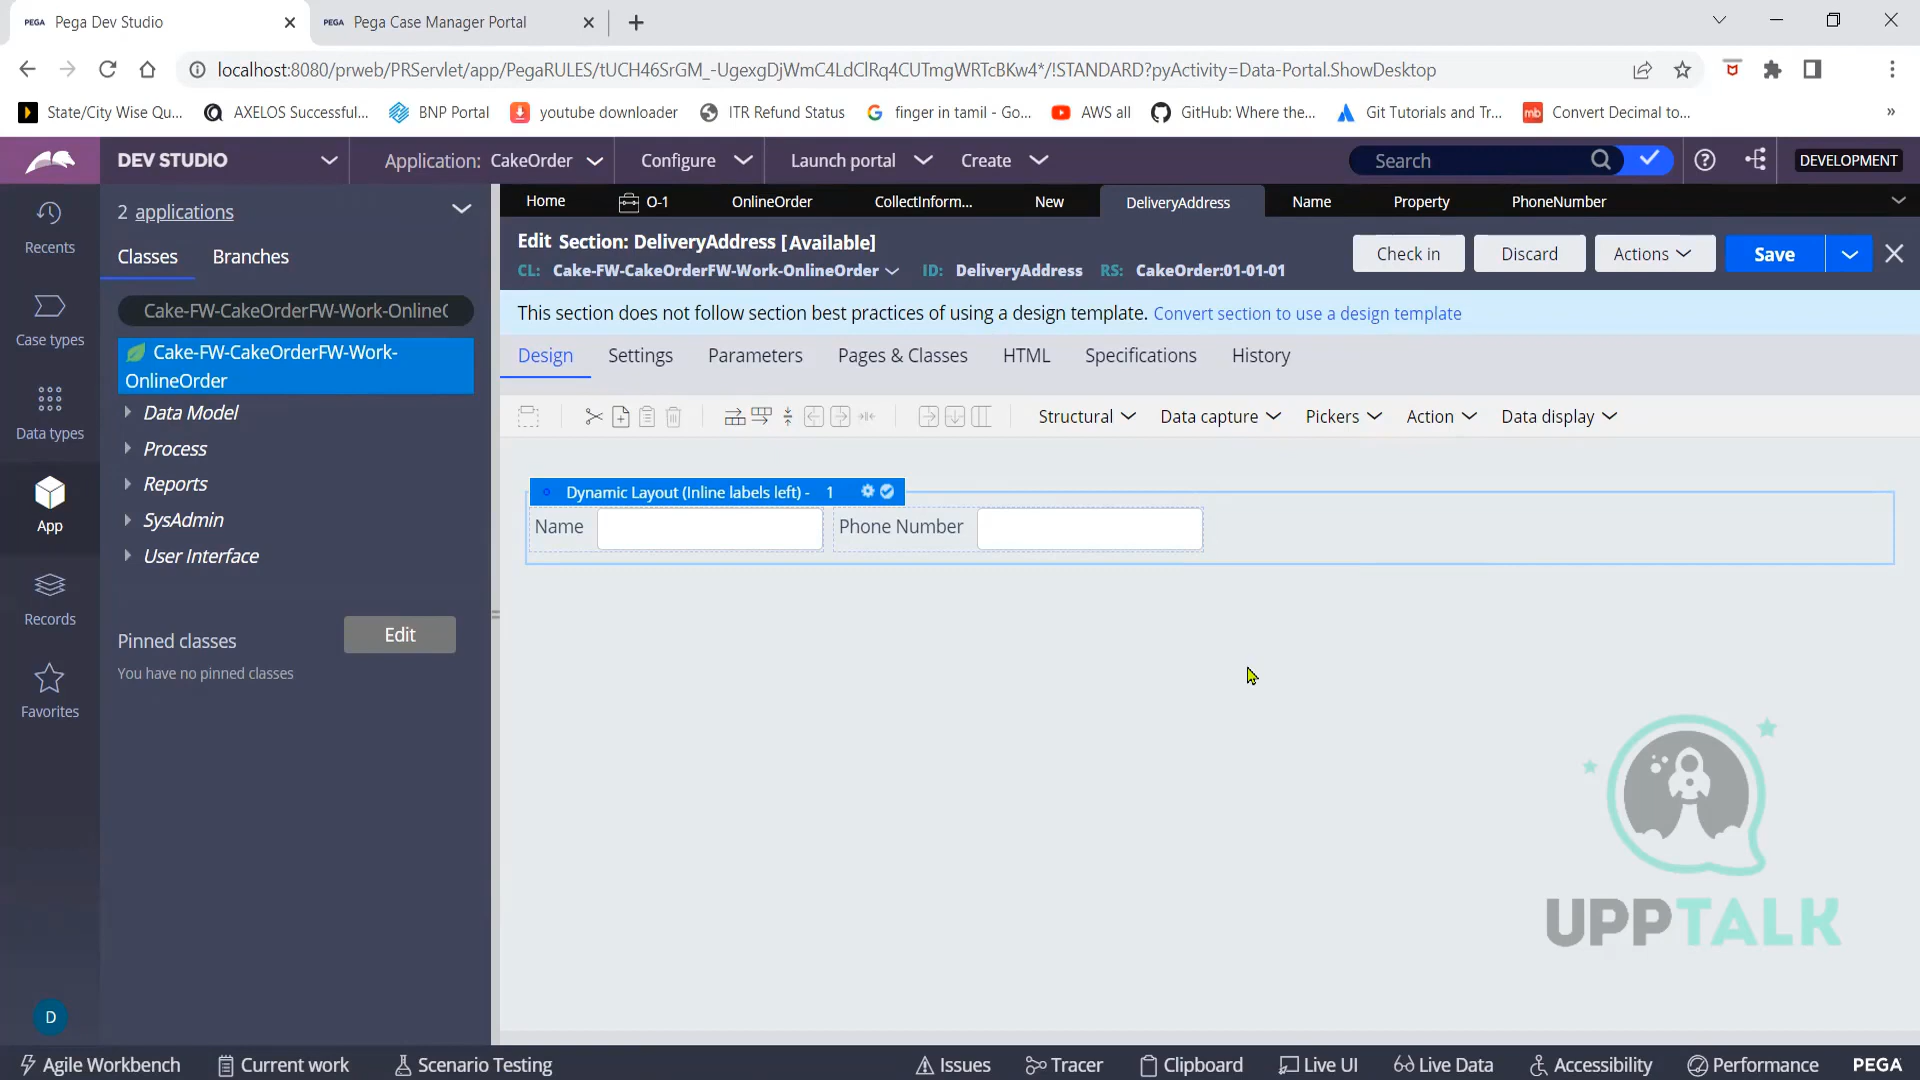 PEGA Pega Dev Studio
PEGA Pega Case Manager Portal
localhost:8080/prweb/PRServlet/app/PegaRULES/tUCH46SrGM_-UgexgDjWmC4LdClRq4CUTmgWRTcBKw4*/!STANDARD?pyActivity=Data-Portal.ShowDesktop
State/City Wise Qu... AXELOS Successful... BNP Portal youtube downloader ITR Refund Status finger in tamil - Go... AWS all GitHub: Where the... Git Tutorials and Tr... mb Convert Decimal to... »
DEV STUDIO Application: CakeOrder Configure Launch portal Create Search DEVELOPMENT
Recents
Case types
Data types
App
Records
Favorites
D
2 applications
Classes Branches
Cake-FW-CakeOrderFW-Work-OnlineO
Cake-FW-CakeOrderFW-Work-
OnlineOrder
Data Model
Process
Reports
SysAdmin
User Interface
Pinned classes Edit
You have no pinned classes
Home O-1 OnlineOrder CollectInform... New DeliveryAddress Name Property PhoneNumber
Edit Section: DeliveryAddress [Available]
CL: Cake-FW-CakeOrderFW-Work-OnlineOrder ID: DeliveryAddress RS: CakeOrder:01-01-01
Check in Discard Actions Save
This section does not follow section best practices of using a design template. Convert section to use a design template
Design Settings Parameters Pages & Classes HTML Specifications History
Structural Data capture Pickers Action Data display
Dynamic Layout (Inline labels left) - 1
Name Phone Number
UPPTALK
Agile Workbench Current work Scenario Testing Issues Tracer Clipboard Live UI Live Data Accessibility Performance PEGA